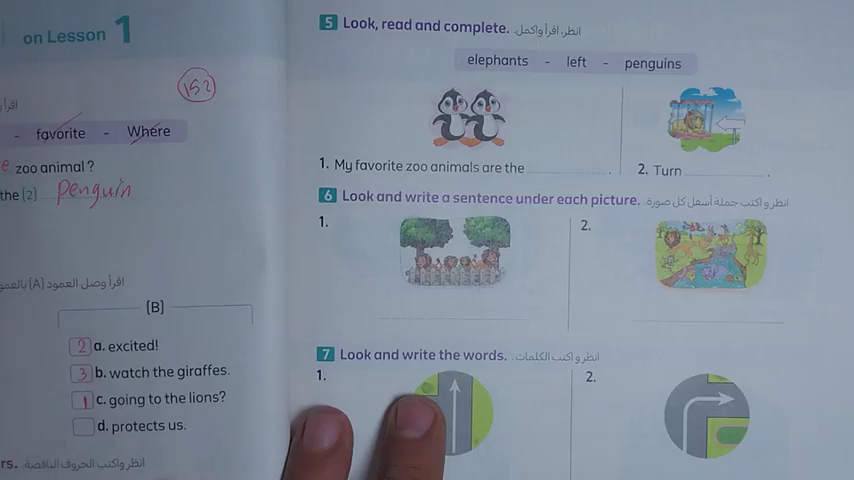 on Lesson 1
152
اقرأ
- favorite - Where
e zoo animal?
the (2) Penguin
اقرأ وصل العمود (A) بالعمو
(B)
2 a. excited!
3 b. watch the giraffes.
1 c. going to the lions?
d. protects us.
rs. انظر واكتب الحروف الناقصة.
5 Look, read and complete. انظر، اقرأ واكمل.
elephants - left - penguins
1. My favorite zoo animals are the .
2. Turn .
6 Look and write a sentence under each picture. انظر و اكتب جملة أسفل كل صورة.
1.
2.
7 Look and write the words. انظر و اكتب الكلمات.
1.
2.